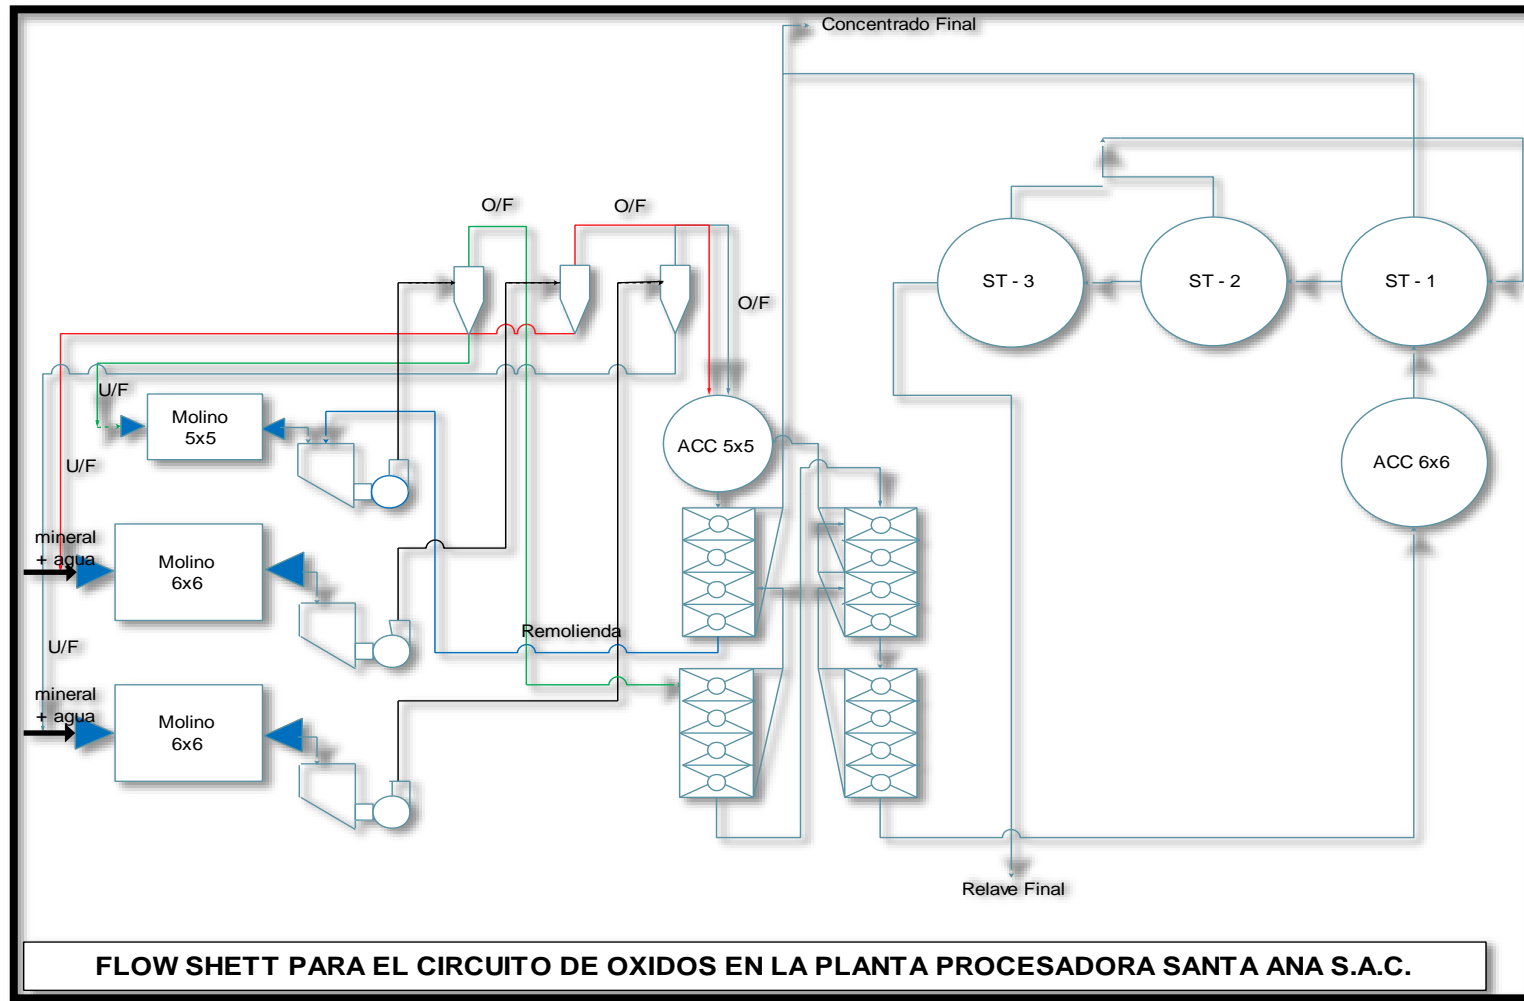 Concentrado Final
O/F
O/F
O/F
ST - 3
ST - 2
ST - 1
U/F
Molino
5x5
ACC 5x5
ACC 6x6
U/F
mineral
+ agua
Molino
6x6
Remolienda
U/F
mineral
+ agua
Molino
6x6
Relave Final
FLOW SHETT PARA EL CIRCUITO DE OXIDOS EN LA PLANTA PROCESADORA SANTA ANA S.A.C.